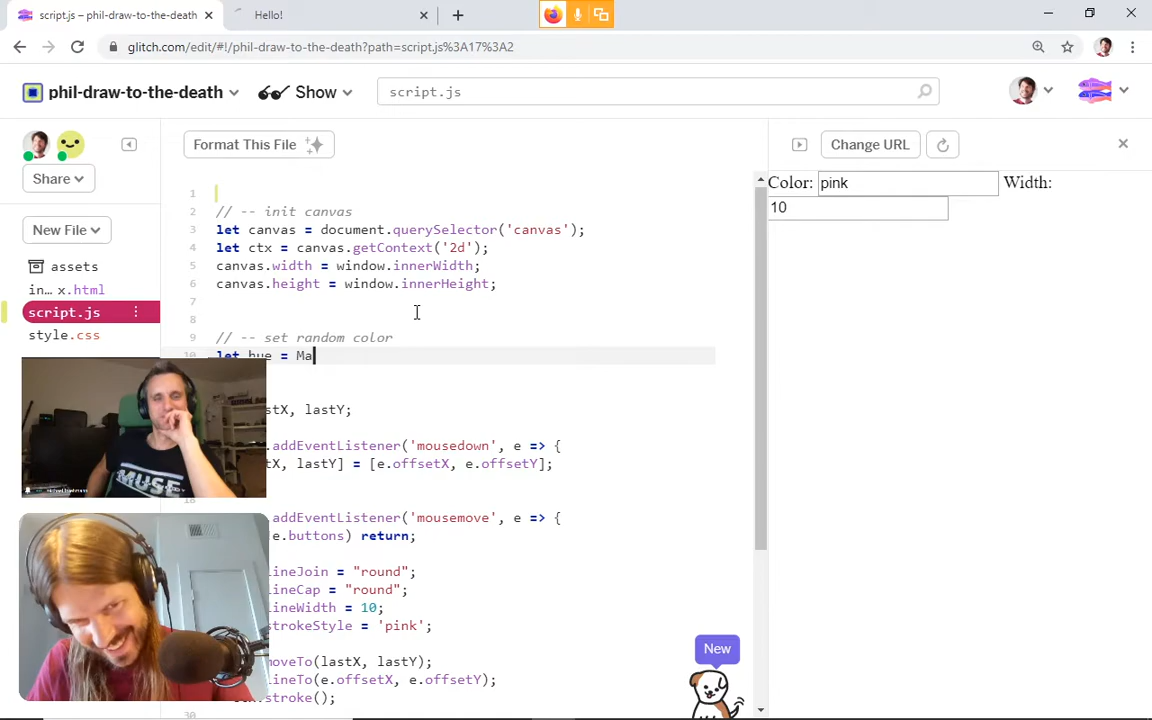 script.js – phil-draw-to-the-death
Hello!
glitch.com/edit/#!/phil-draw-to-the-death?path=script.js%3A17%3A2
phil-draw-to-the-death
Show
script.js
Share
New File
assets
in... x.html
script.js
style.css
Format This File
Change URL
1
2 // -- init canvas
3 let canvas = document.querySelector('canvas');
4 let ctx = canvas.getContext('2d');
5 canvas.width = window.innerWidth;
6 canvas.height = window.innerHeight;
7
8
9 // -- set random color
10 let hue = Ma
stX, lastY;
.addEventListener('mousedown', e => {
tX, lastY] = [e.offsetX, e.offsetY];
.addEventListener('mousemove', e => {
e.buttons) return;
lineJoin = "round";
lineCap = "round";
lineWidth = 10;
strokeStyle = 'pink';
moveTo(lastX, lastY);
lineTo(e.offsetX, e.offsetY);
stroke();
30
Color: pink Width:
10
MUSE
New